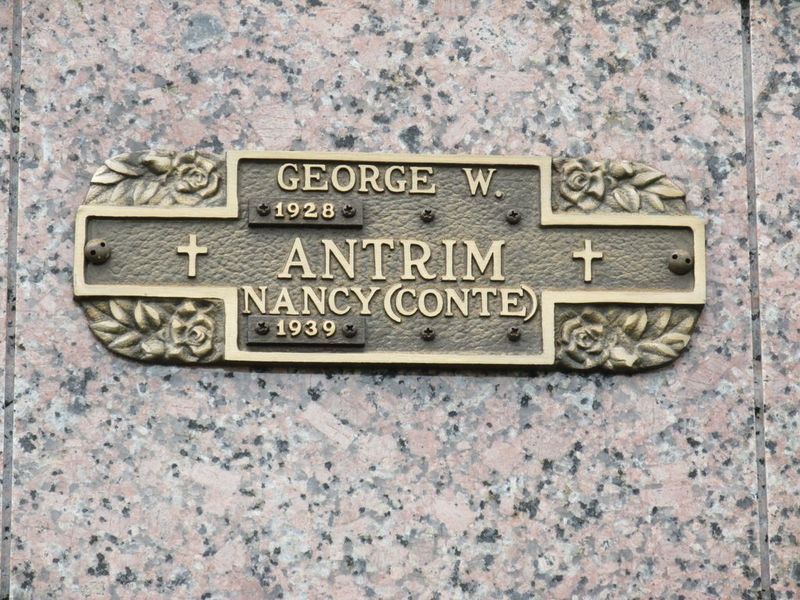 GEORGE W.
1928
ANTRIM
NANCY (CONTE)
1939